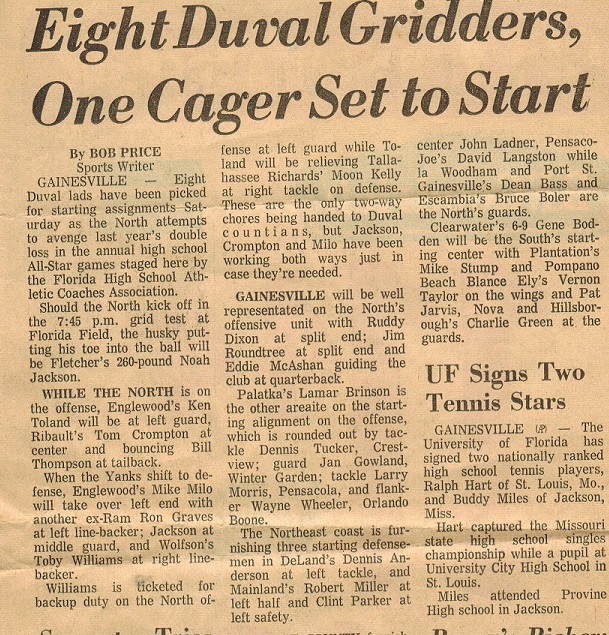 Eight Duval Gridders,
One Cager Set to Start
By BOB PRICE
Sports Writer
GAINESVILLE — Eight
Duval lads have been picked
for starting assignments Sat-
urday as the North attempts
to avenge last year's double
loss in the annual high school
All-Star games staged here by
the Florida High School Ath-
letic Coaches Association.
Should the North kick off in
the 7:45 p.m. grid test at
Florida Field, the husky put-
ting his toe into the ball will
be Fletcher's 260-pound Noah
Jackson.
WHILE THE NORTH is on
the offense, Englewood's Ken
Toland will be at left guard,
Ribault's Tom Crompton at
center and bouncing Bill
Thompson at tailback.
When the Yanks shift to de-
fense, Englewood's Mike Milo
will take over left end with
another ex-Ram Ron Graves
at left line-backer; Jackson at
middle guard, and Wolfson's
Toby Williams at right line-
backer.
Williams is ticketed for
backup duty on the North of-
fense at left guard while To-
land will be relieving Talla-
hassee Richards' Moon Kelly
at right tackle on defense.
These are the only two-way
chores being handed to Duval
countians, but Jackson,
Crompton and Milo have been
working both ways just in
case they're needed.
GAINESVILLE will be well
represented on the North's
offensive unit with Ruddy
Dixon at split end; Jim
Roundtree at split end and
Eddie McAshan guiding the
club at quarterback.
Palatka's Lamar Brinson is
the other areaite on the start-
ing alignment on the offense,
which is rounded out by tac-
kle Dennis Tucker, Crest-
view; guard Jan Gowland,
Winter Garden; tackle Larry
Morris, Pensacola, and flank-
er Wayne Wheeler, Orlando
Boone.
The Northeast coast is fur-
nishing three starting defense-
men in DeLand's Dennis An-
derson at left tackle, and
Mainland's Robert Miller at
left half and Clint Parker at
left safety.
center John Ladner, Pensaco-
Joe's David Langston while
la Woodham and Port St.
Gainesville's Dean Bass and
Escambia's Bruce Boler are
the North's guards.
Clearwater's 6-9 Gene Bod-
den will be the South's start-
ing center with Plantation's
Mike Stump and Pompano
Beach Blance Ely's Vernon
Taylor on the wings and Pat
Jarvis, Nova and Hillsbor-
ough's Charlie Green at the
guards.
UF Signs Two
Tennis Stars
GAINESVILLE (AP) — The
University of Florida has
signed two nationally ranked
high school tennis players,
Ralph Hart of St. Louis, Mo.,
and Buddy Miles of Jackson,
Miss.
Hart captured the Missouri
state high school singles
championship while a pupil at
University City High School in
St. Louis.
Miles attended Provine
High school in Jackson.